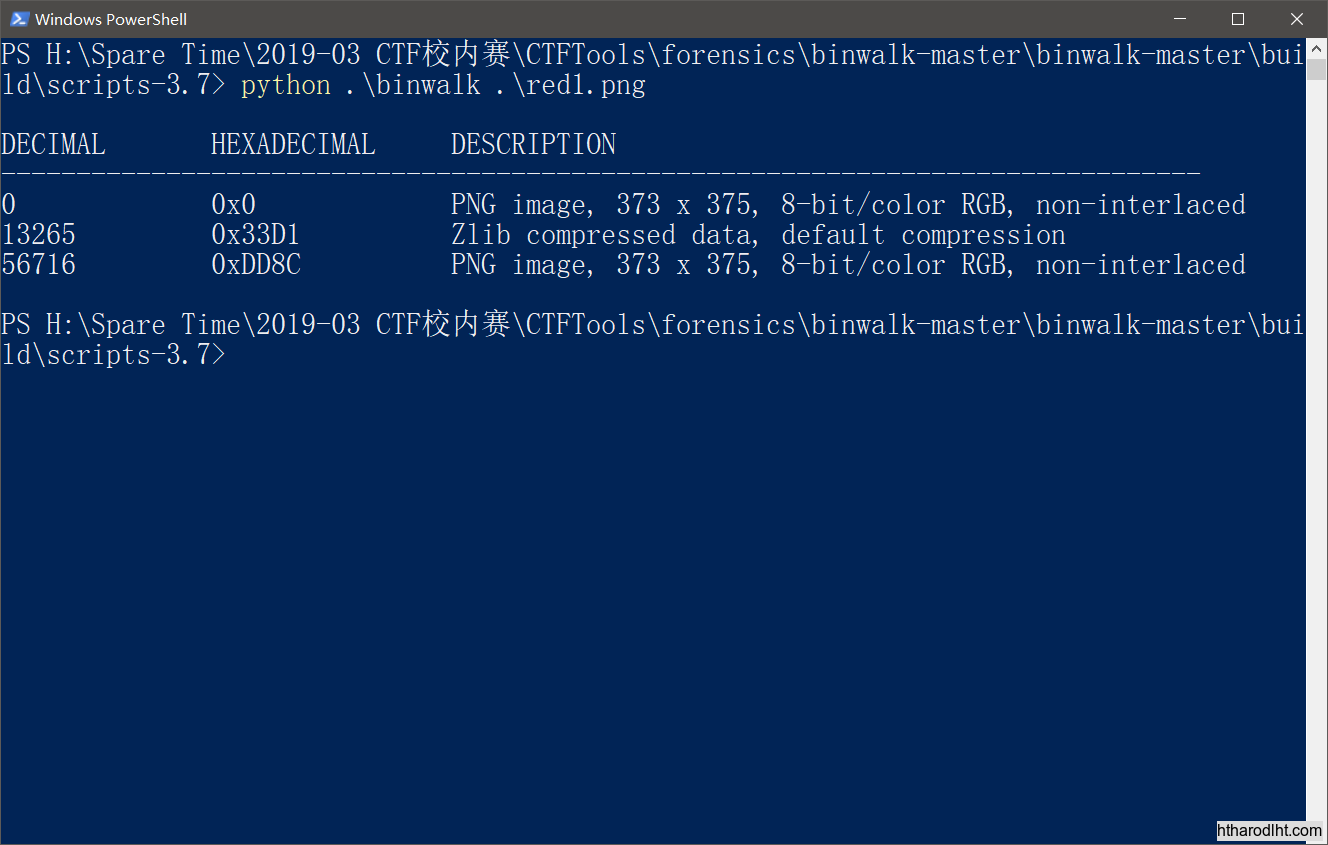 Windows PowerShell
PS H:\Spare Time\2019-03 CTF校内赛\CTFTools\forensics\binwalk-master\binwalk-master\bui
ld\scripts-3.7> python .\binwalk .\red1.png
DECIMAL HEXADECIMAL DESCRIPTION
--------------------------------------------------------------------------------
0 0x0 PNG image, 373 x 375, 8-bit/color RGB, non-interlaced
13265 0x33D1 Zlib compressed data, default compression
56716 0xDD8C PNG image, 373 x 375, 8-bit/color RGB, non-interlaced
PS H:\Spare Time\2019-03 CTF校内赛\CTFTools\forensics\binwalk-master\binwalk-master\bui
ld\scripts-3.7>
htharodlht.com